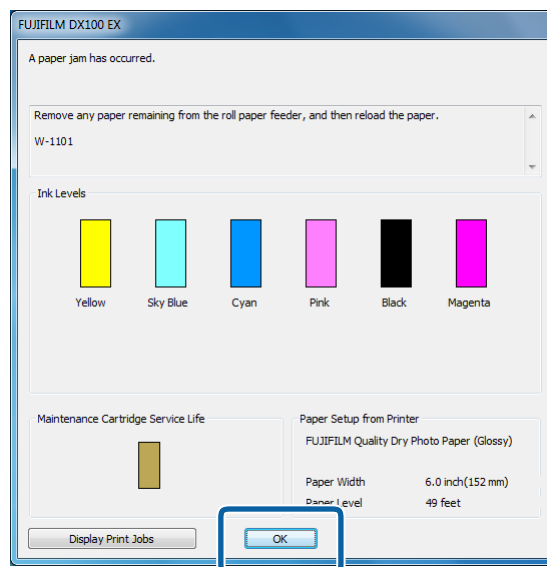 FUJIFILM DX100 EX
A paper jam has occurred.
Remove any paper remaining from the roll paper feeder, and then reload the paper.
W-1101
Ink Levels
Yellow Sky Blue Cyan Pink Black Magenta
Maintenance Cartridge Service Life
Paper Setup from Printer
FUJIFILM Quality Dry Photo Paper (Glossy)
Paper Width 6.0 inch(152 mm)
Paper Level 49 feet
Display Print Jobs OK